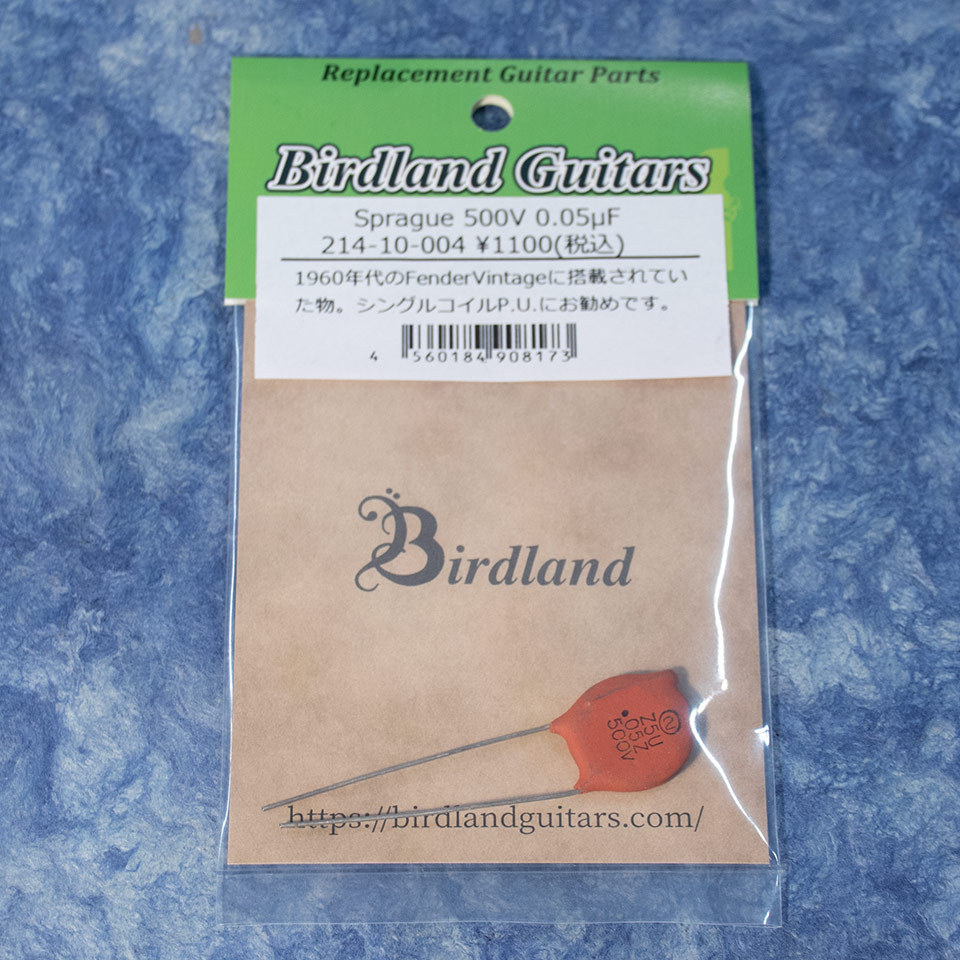 Replacement Guitar Parts
Birdland Guitars
Sprague 500V 0.05µF
214-10-004 ¥1100(税込)
1960年代のFenderVintageに搭載されてい
た物。シングルコイルP.U.にお勧めです。
4 560184 908173
Birdland
Z5U
.05Z
500V
https://birdlandguitars.com/